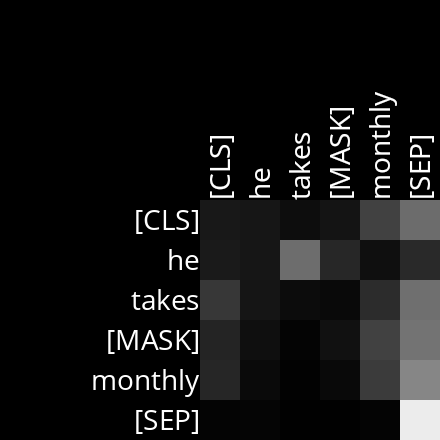 [CLS]
he
takes
[MASK]
monthly
[SEP]
[CLS]
he
takes
[MASK]
monthly
[SEP]